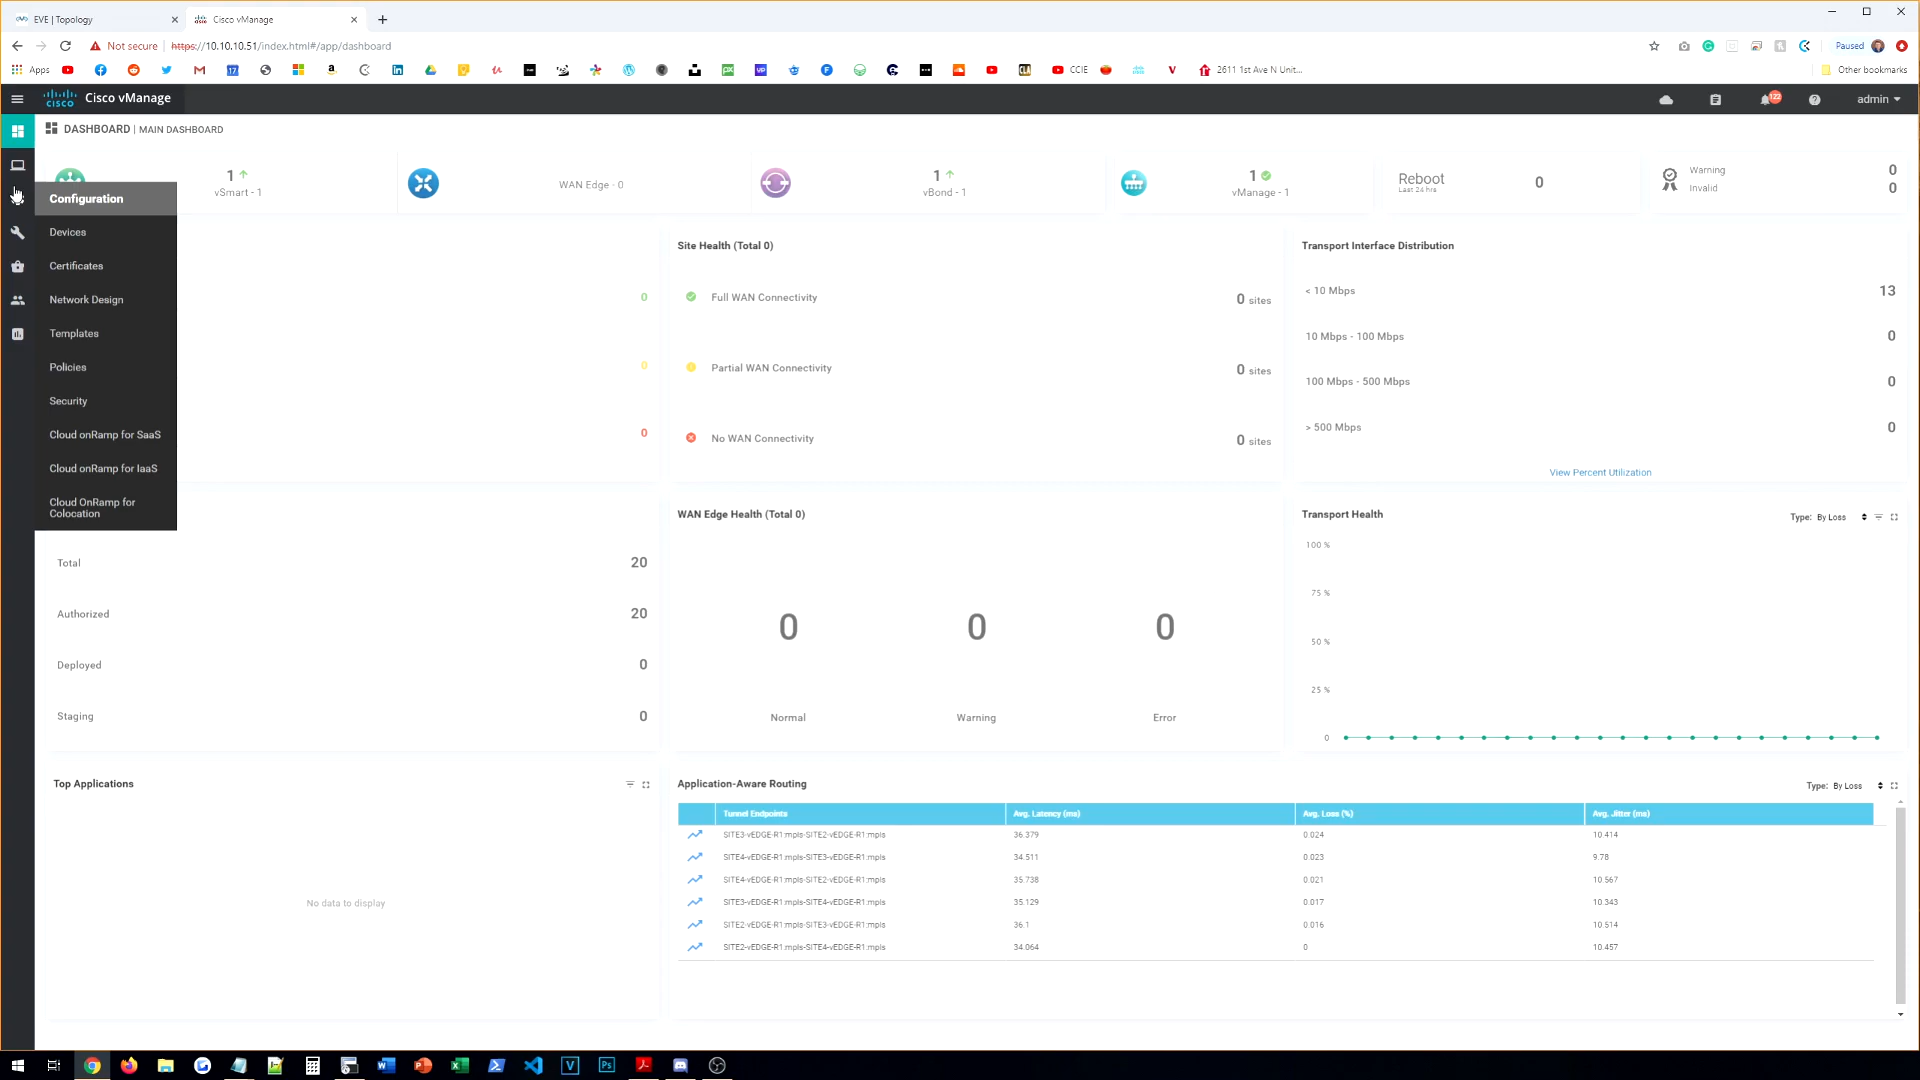 EVE | Topology
Cisco vManage
Not secure
https://10.10.10.51/index.html#/app/dashboard
Paused
Apps
17
CCIE
2611 1st Ave N Unit...
Other bookmarks
cisco
Cisco vManage
122
admin
DASHBOARD | MAIN DASHBOARD
1
vSmart - 1
WAN Edge - 0
1
vBond - 1
1
vManage - 1
Reboot
Last 24 hrs
0
Warning
0
Invalid
0
Configuration
Devices
Certificates
Network Design
Templates
Policies
Security
Cloud onRamp for SaaS
Cloud onRamp for IaaS
Cloud OnRamp for
Colocation
0
0
0
Site Health (Total 0)
Full WAN Connectivity
0 sites
Partial WAN Connectivity
0 sites
No WAN Connectivity
0 sites
Transport Interface Distribution
< 10 Mbps
13
10 Mbps - 100 Mbps
0
100 Mbps - 500 Mbps
0
> 500 Mbps
0
View Percent Utilization
Total
20
Authorized
20
Deployed
0
Staging
0
WAN Edge Health (Total 0)
0
0
0
Normal
Warning
Error
Transport Health
Type: By Loss
100 %
75 %
50 %
25 %
0
Top Applications
No data to display
Application-Aware Routing
Type: By Loss
Tunnel Endpoints Avg. Latency (ms) Avg. Loss (%) Avg. Jitter (ms)
SITE3-vEDGE-R1:mpls-SITE2-vEDGE-R1:mpls 36.379 0.024 10.414
SITE4-vEDGE-R1:mpls-SITE3-vEDGE-R1:mpls 34.511 0.023 9.78
SITE4-vEDGE-R1:mpls-SITE2-vEDGE-R1:mpls 35.738 0.021 10.567
SITE3-vEDGE-R1:mpls-SITE4-vEDGE-R1:mpls 35.129 0.017 10.343
SITE2-vEDGE-R1:mpls-SITE3-vEDGE-R1:mpls 36.1 0.016 10.514
SITE2-vEDGE-R1:mpls-SITE4-vEDGE-R1:mpls 34.064 0 10.457